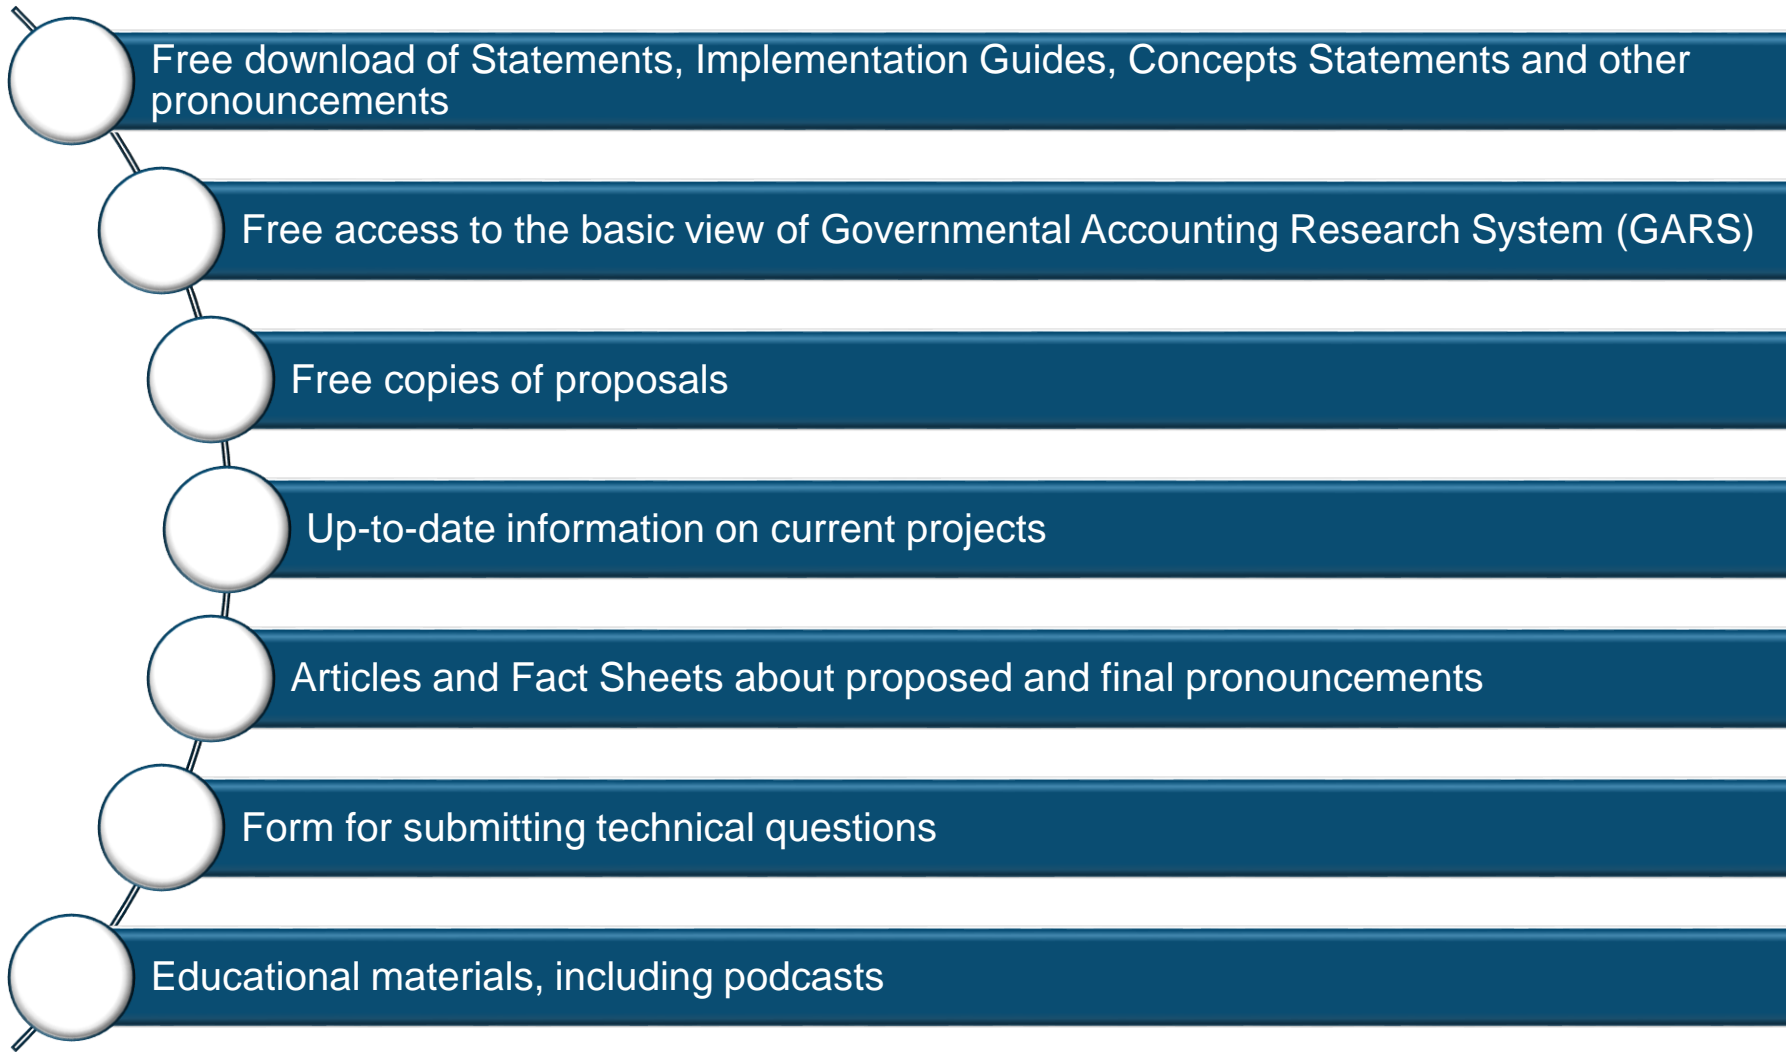 Free download of Statements, Implementation Guides, Concepts Statements and other
pronouncements
Free access to the basic view of Governmental Accounting Research System (GARS)
Free copies of proposals
Up-to-date information on current projects
Articles and Fact Sheets about proposed and final pronouncements
Form for submitting technical questions
Educational materials, including podcasts